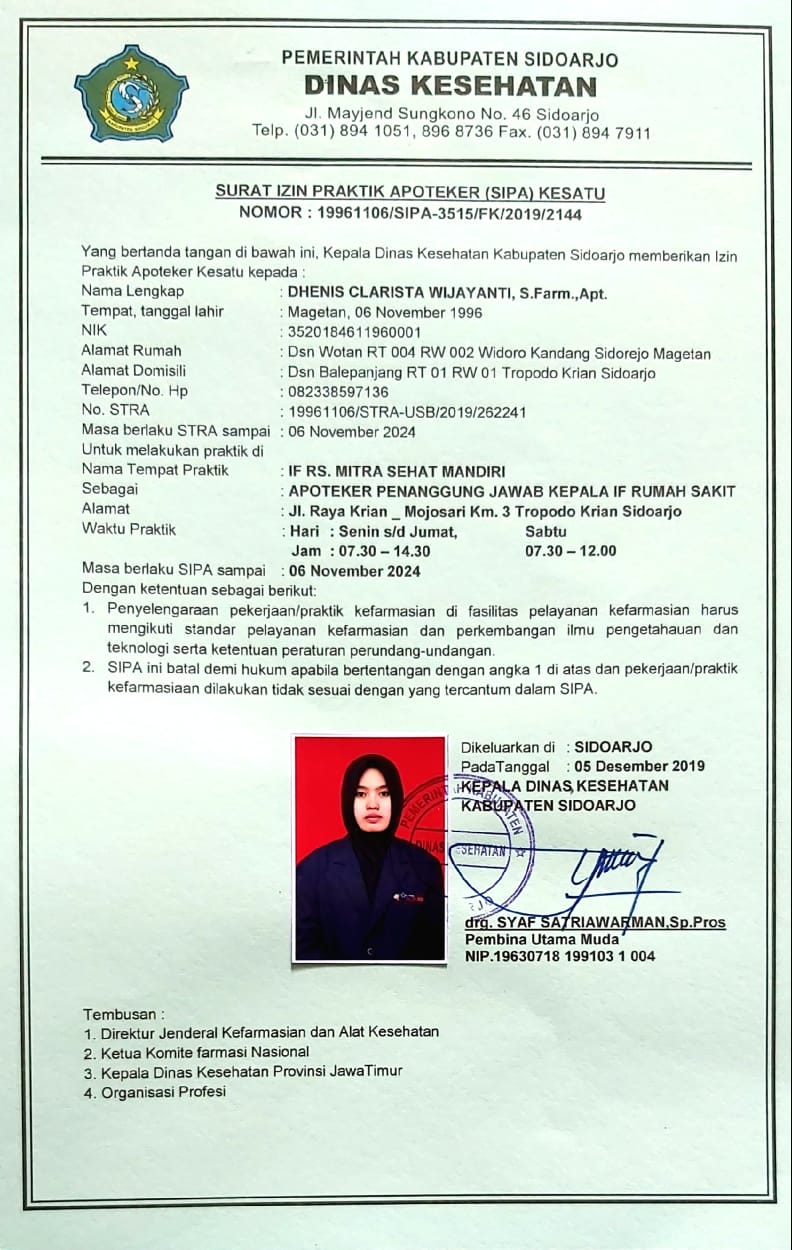 PEMERINTAH KABUPATEN SIDOARJO
DINAS KESEHATAN
Jl. Mayjend Sungkono No. 46 Sidoarjo
Telp. (031) 894 1051, 896 8736 Fax. (031) 894 7911
SURAT IZIN PRAKTIK APOTEKER (SIPA) KESATU
NOMOR : 19961106/SIPA-3515/FK/2019/2144
Yang bertanda tangan di bawah ini, Kepala Dinas Kesehatan Kabupaten Sidoarjo memberikan Izin
Praktik Apoteker Kesatu kepada :
Nama Lengkap : DHENIS CLARISTA WIJAYANTI, S.Farm.,Apt.
Tempat, tanggal lahir : Magetan, 06 November 1996
NIK : 3520184611960001
Alamat Rumah : Dsn Wotan RT 004 RW 002 Widoro Kandang Sidorejo Magetan
Alamat Domisili : Dsn Balepanjang RT 01 RW 01 Tropodo Krian Sidoarjo
Telepon/No. Hp : 082338597136
No. STRA : 19961106/STRA-USB/2019/262241
Masa berlaku STRA sampai : 06 November 2024
Untuk melakukan praktik di
Nama Tempat Praktik : IF RS. MITRA SEHAT MANDIRI
Sebagai : APOTEKER PENANGGUNG JAWAB KEPALA IF RUMAH SAKIT
Alamat : Jl. Raya Krian _ Mojosari Km. 3 Tropodo Krian Sidoarjo
Waktu Praktik : Hari : Senin s/d Jumat, Sabtu
Jam : 07.30 – 14.30 07.30 – 12.00
Masa berlaku SIPA sampai : 06 November 2024
Dengan ketentuan sebagai berikut:
1. Penyelengaraan pekerjaan/praktik kefarmasian di fasilitas pelayanan kefarmasian harus
mengikuti standar pelayanan kefarmasian dan perkembangan ilmu pengetahauan dan
teknologi serta ketentuan peraturan perundang-undangan.
2. SIPA ini batal demi hukum apabila bertentangan dengan angka 1 di atas dan pekerjaan/praktik
kefarmasiaan dilakukan tidak sesuai dengan yang tercantum dalam SIPA.
Dikeluarkan di : SIDOARJO
PadaTanggal : 05 Desember 2019
KEPALA DINAS KESEHATAN
KABUPATEN SIDOARJO
PEMERINTAH KABUPATEN
DINAS KESEHATAN
drg. SYAF SATRIAWARMAN,Sp.Pros
Pembina Utama Muda
NIP.19630718 199103 1 004
Tembusan :
1. Direktur Jenderal Kefarmasian dan Alat Kesehatan
2. Ketua Komite farmasi Nasional
3. Kepala Dinas Kesehatan Provinsi JawaTimur
4. Organisasi Profesi